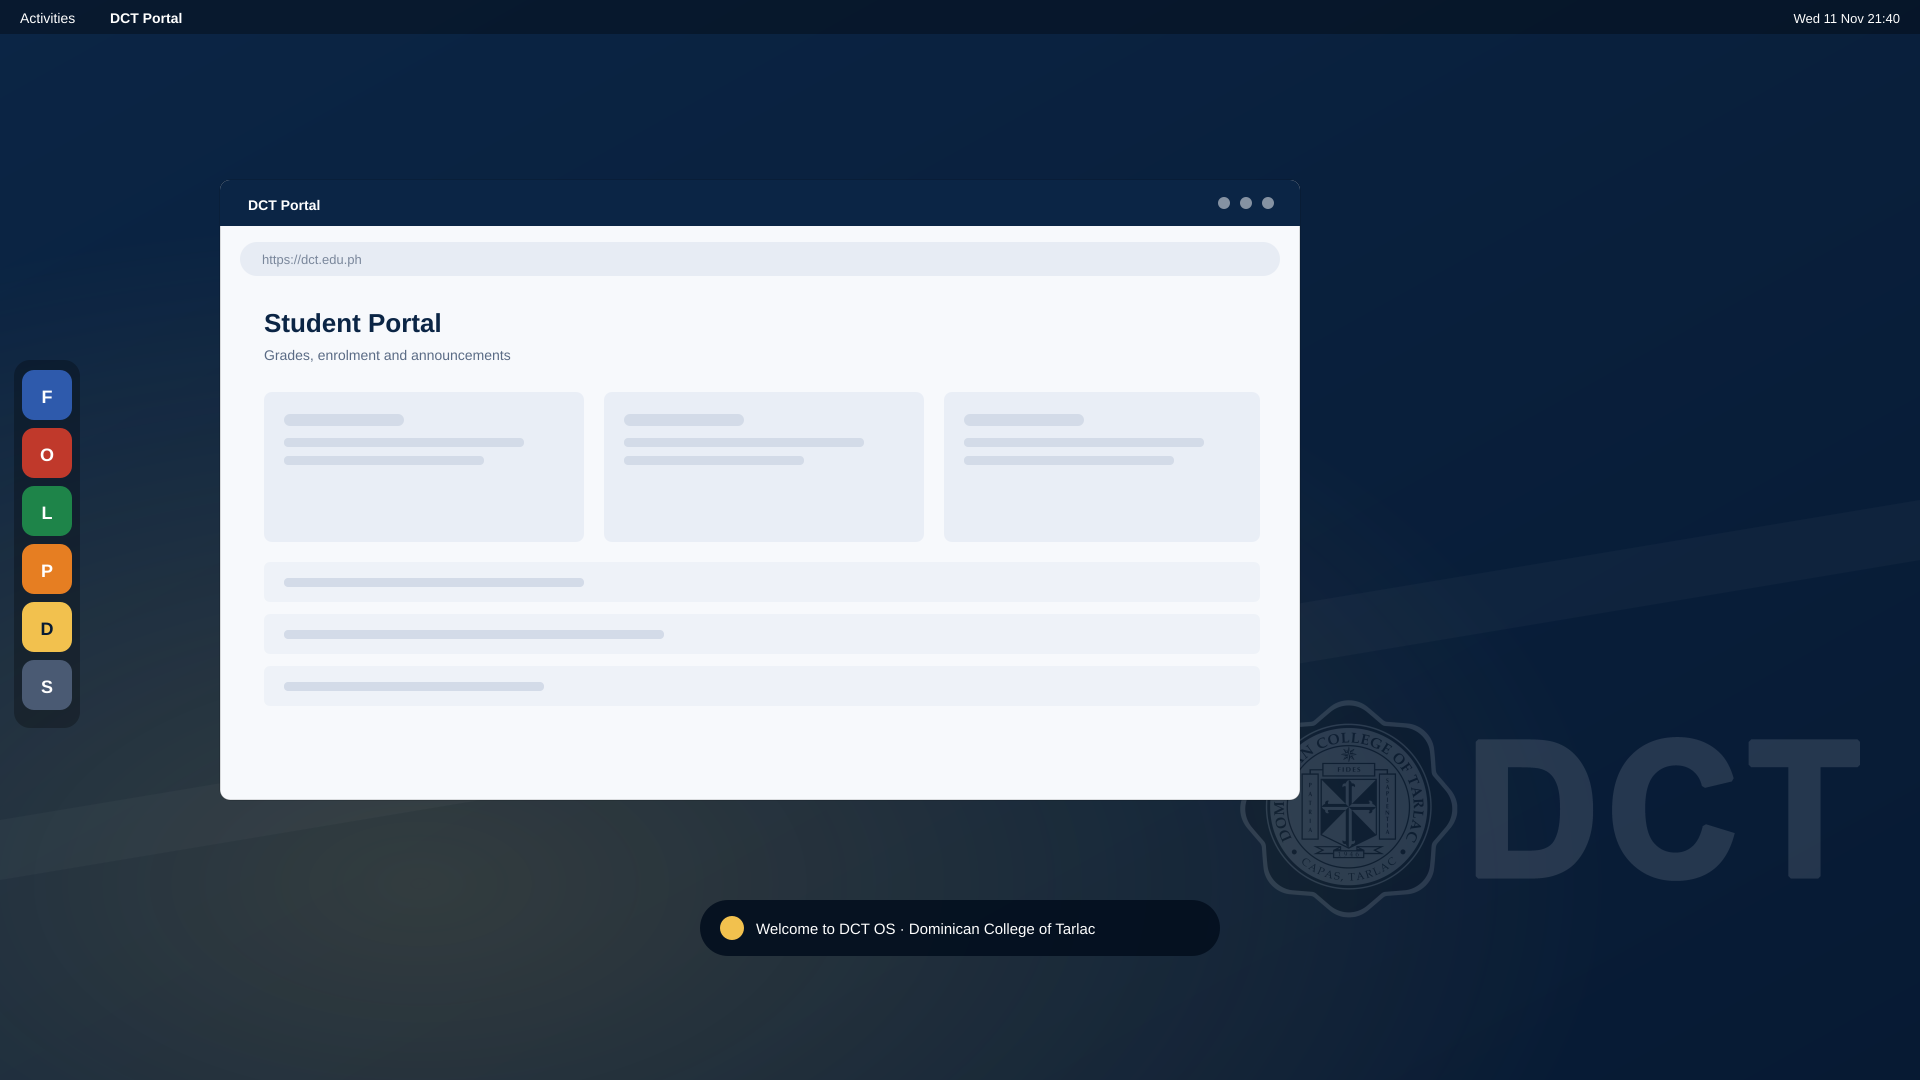 Activities
DCT Portal
Wed 11 Nov 21:40
DCT Portal
https://dct.edu.ph
Student Portal
Grades, enrolment and announcements
F
O
L
P
D
S
COLLEGE OF TARLAC
FIDES
CAPAS, TARLAC
DCT
Welcome to DCT OS · Dominican College of Tarlac